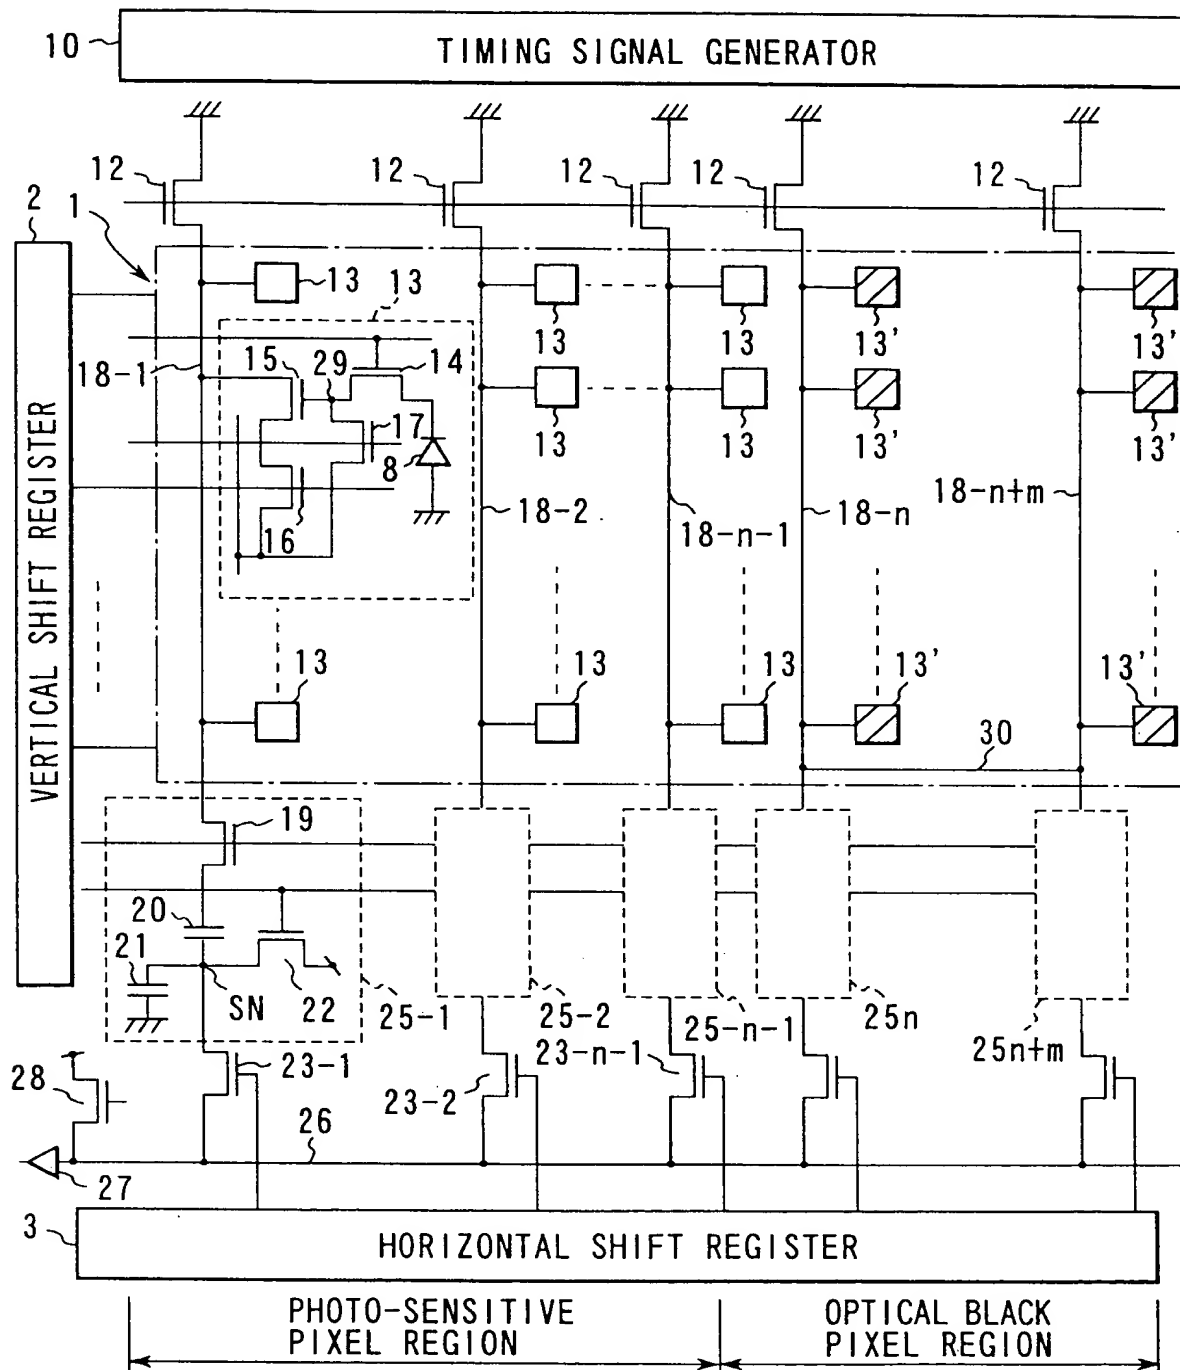 10
TIMING SIGNAL GENERATOR
12 12 12 12 12
2
1
13 13 13 13 13' 13'
18-1
15 29 14
13 13 13' 13'
17
8
16
18-2 18-n-1 18-n 18-n+m
VERTICAL SHIFT REGISTER
13 13 13 13' 13'
30
19
20
21
SN 22 25-1 25-2 25-n-1 25n 25n+m
28
23-1 23-2 23-n-1
26
27
3
HORIZONTAL SHIFT REGISTER
PHOTO-SENSITIVE
PIXEL REGION
OPTICAL BLACK
PIXEL REGION